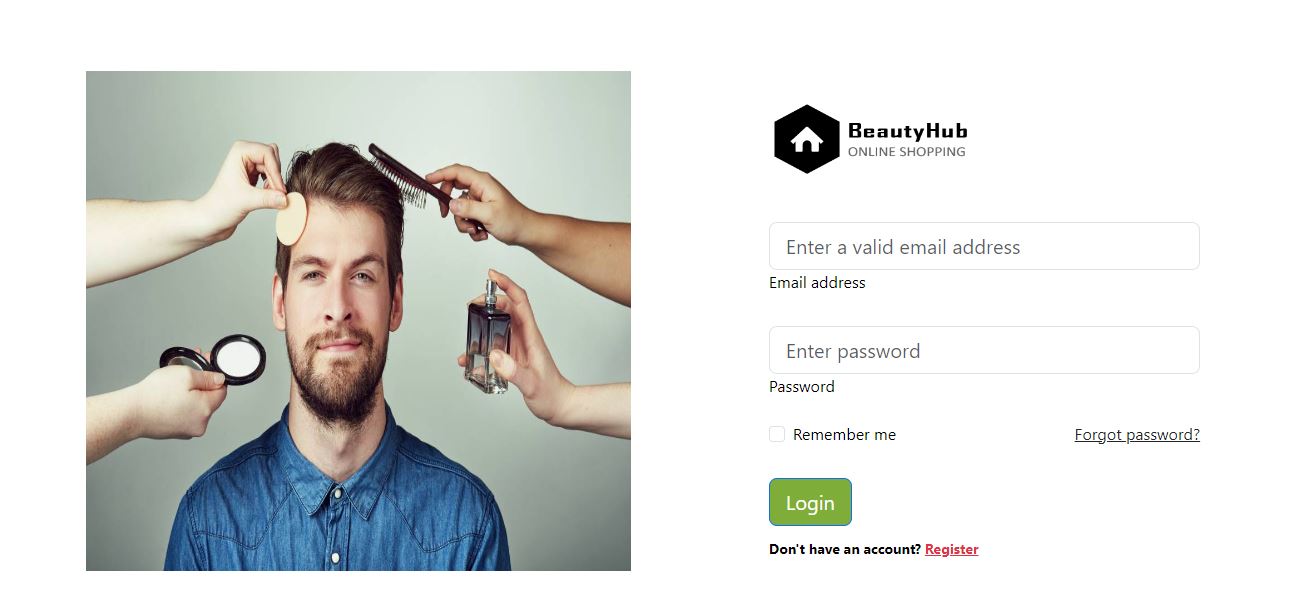 BeautyHub
ONLINE SHOPPING
Enter a valid email address
Email address
Enter password
Password
Remember me Forgot password?
Login
Don't have an account? Register